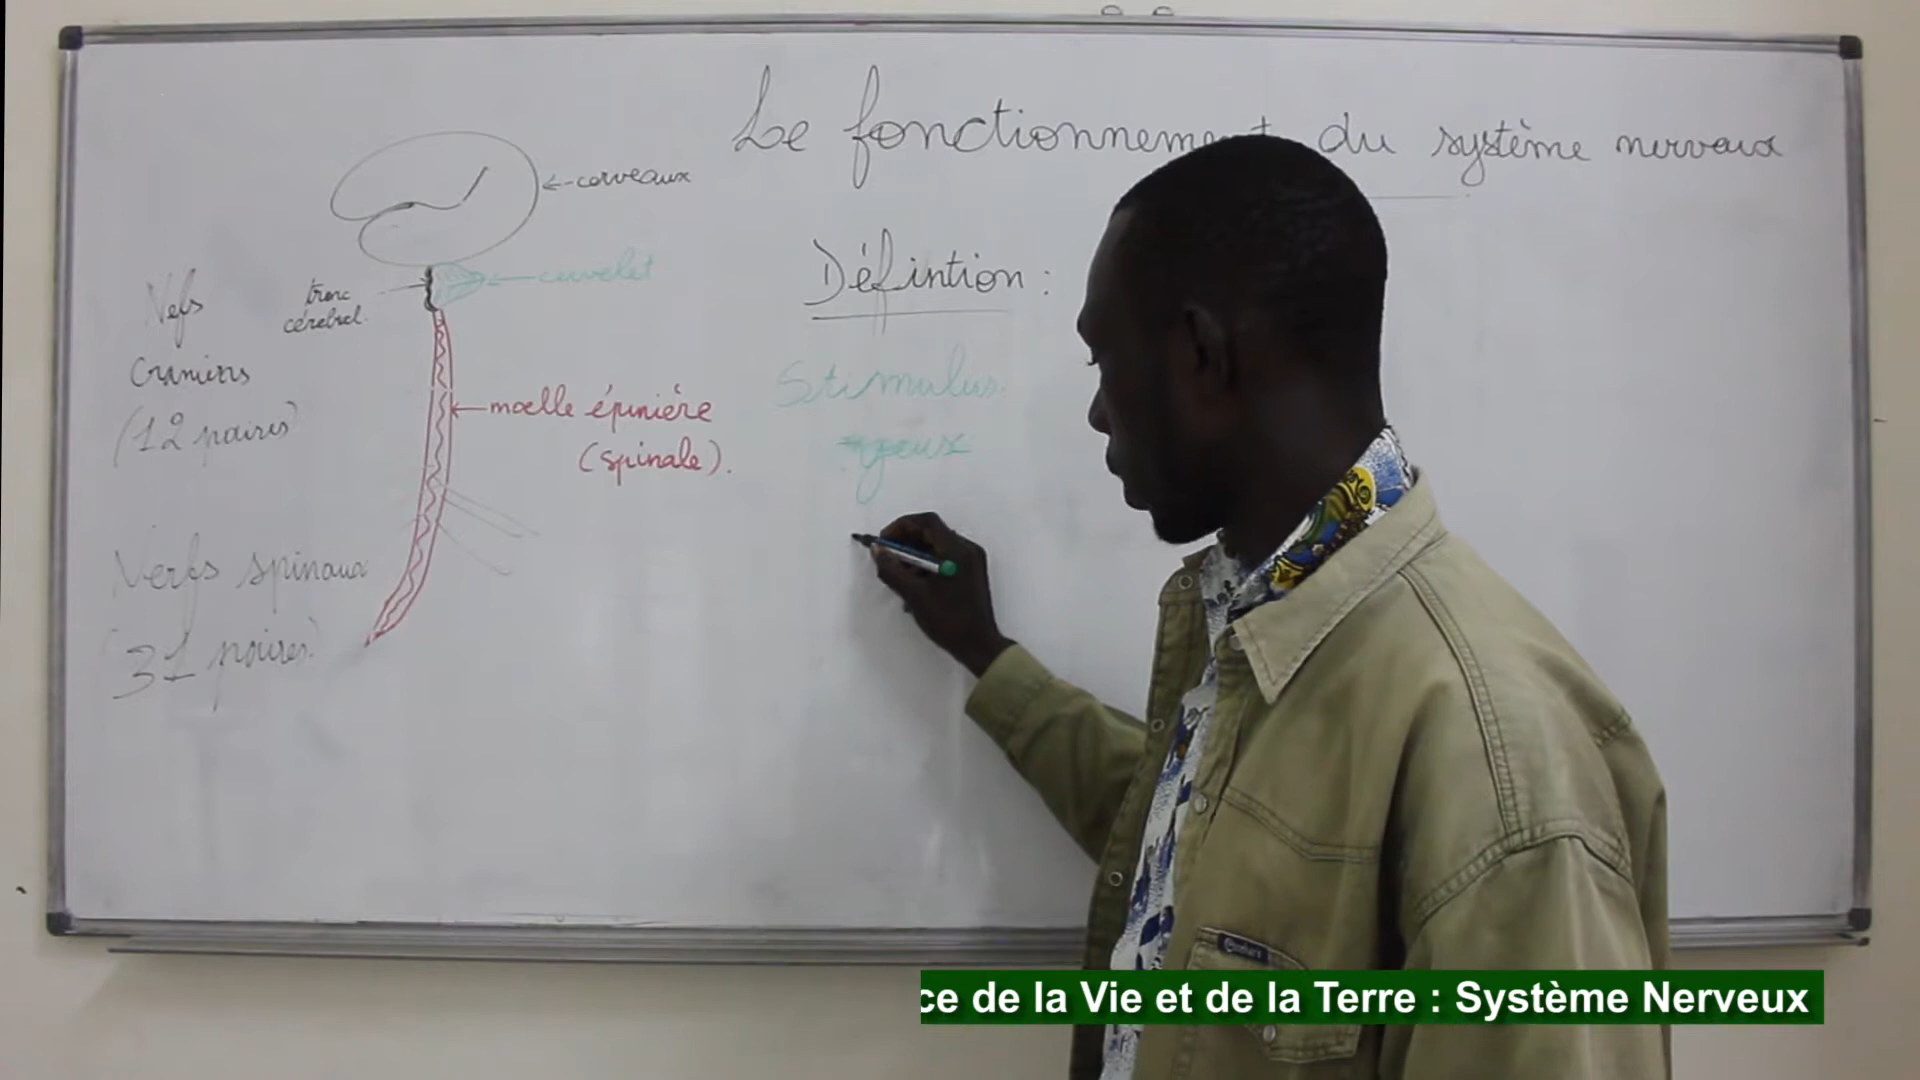 Le fonctionnement du système nerveux
←cerveaux
← cervelet
tronc
cérébral
Nefs
Craniens
(12 paires)
←moelle épinière
(spinale).
Nerfs spinaux
(31 paires)
Défintion :
Stimulus
yeux
ce de la Vie et de la Terre : Système Nerveux